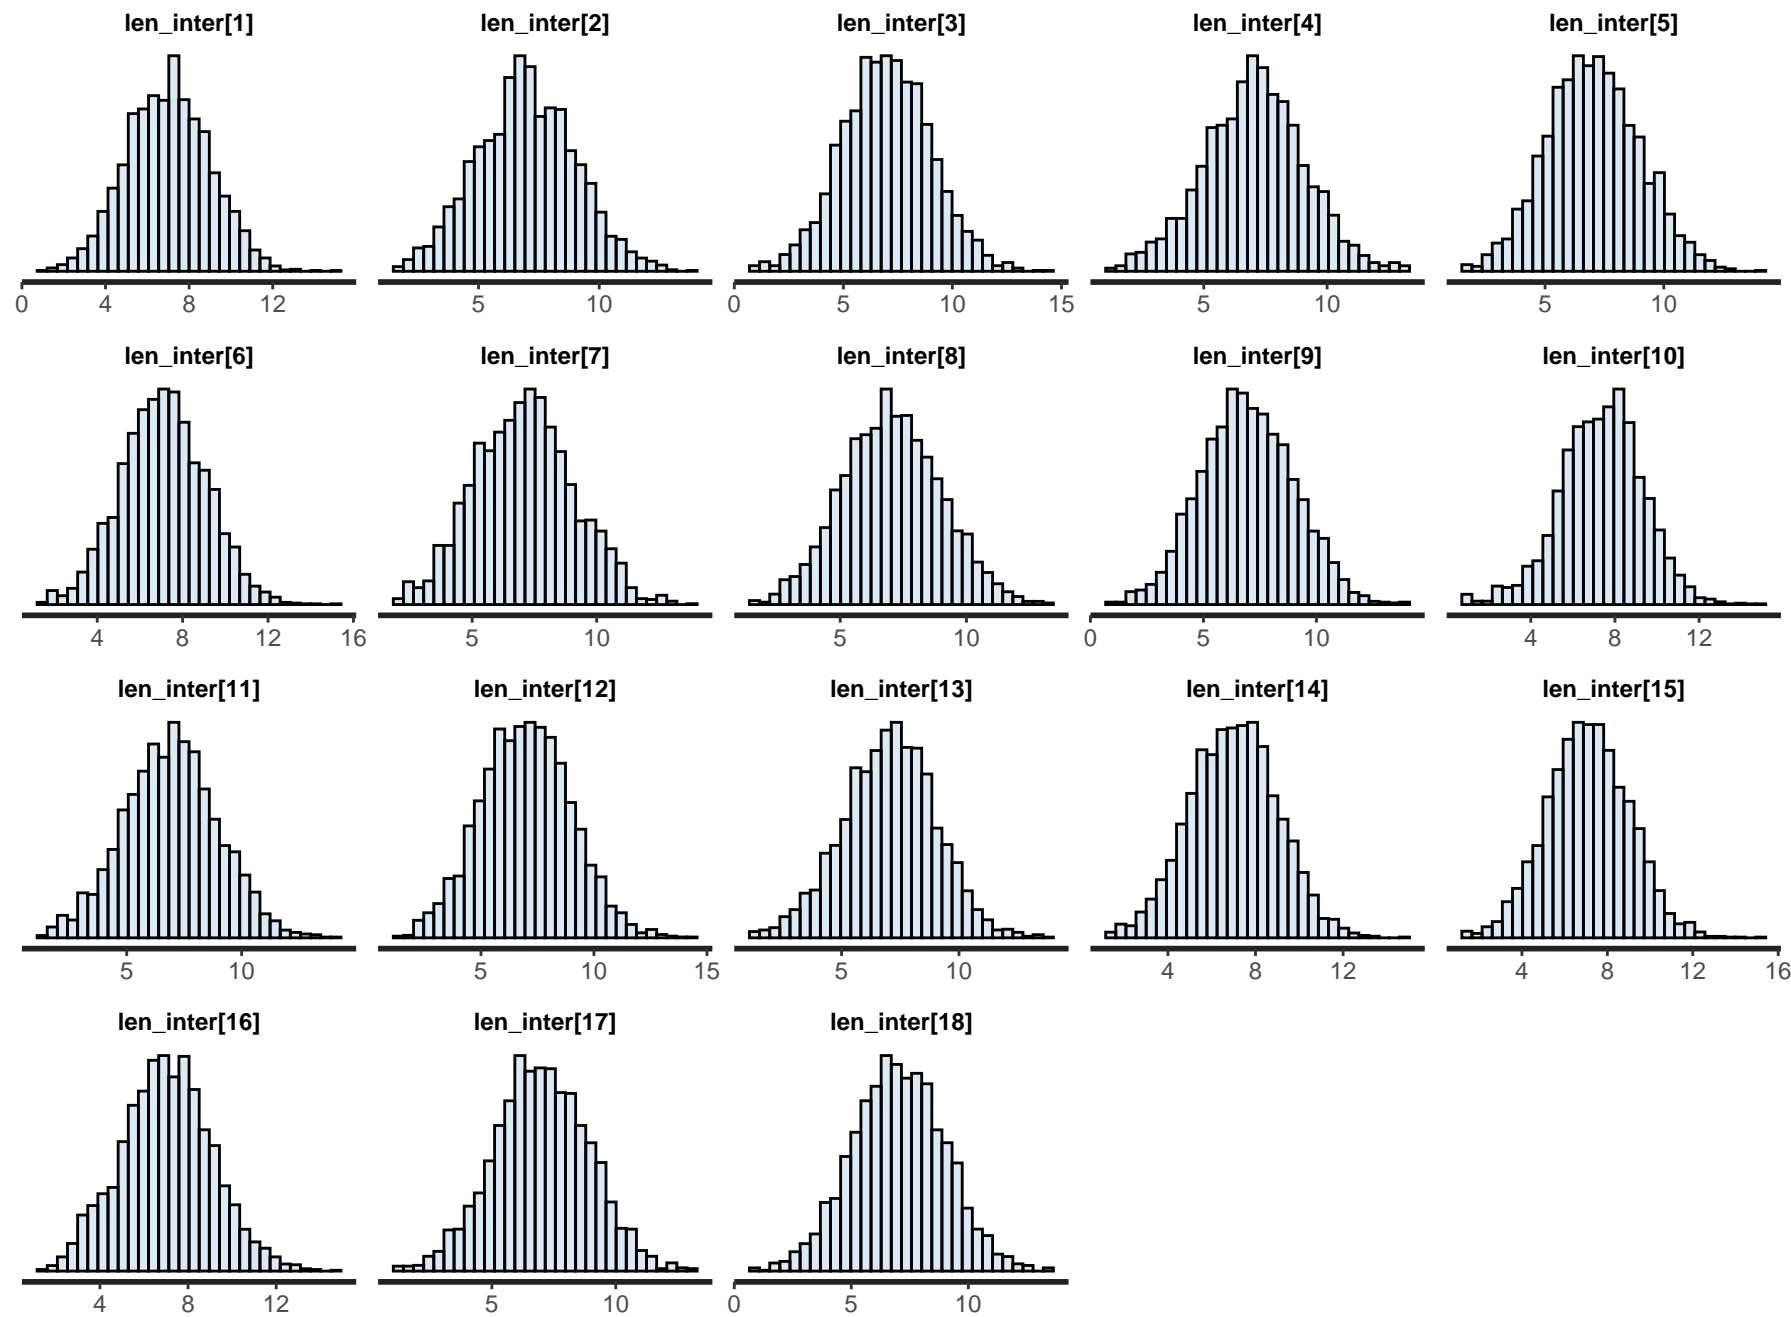 len_inter[1] len_inter[2] len_inter[3] len_inter[4] len_inter[5]
0 4 8 12 5 10 0 5 10 15 5 10 5 10
len_inter[6] len_inter[7] len_inter[8] len_inter[9] len_inter[10]
4 8 12 16 5 10 5 10 0 5 10 4 8 12
len_inter[11] len_inter[12] len_inter[13] len_inter[14] len_inter[15]
5 10 5 10 15 5 10 4 8 12 4 8 12 16
len_inter[16] len_inter[17] len_inter[18]
4 8 12 5 10 0 5 10